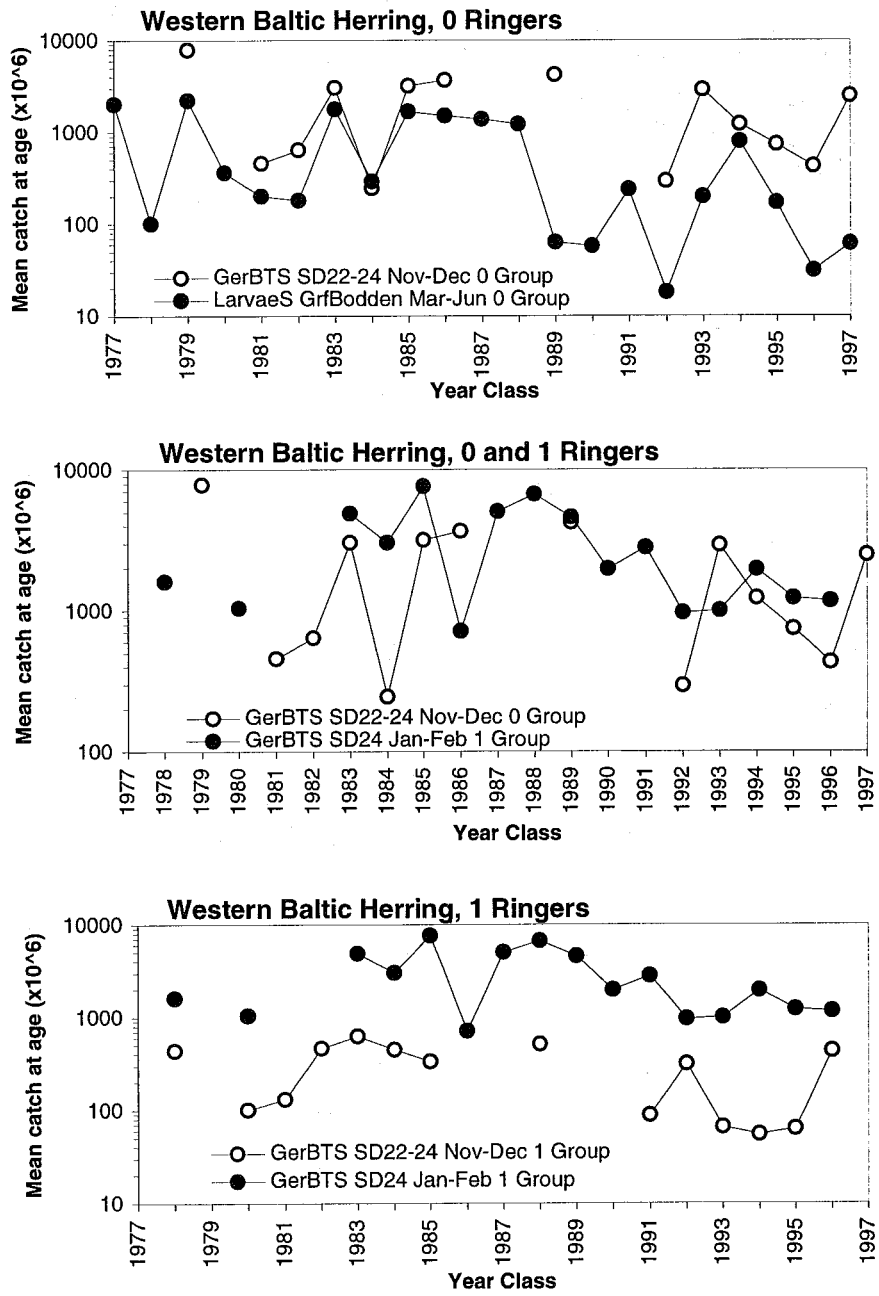 Western Baltic Herring, 0 Ringers
Mean catch at age (x10^6)
10000
1000
100
10
GerBTS SD22-24 Nov-Dec 0 Group
LarvaeS GrfBodden Mar-Jun 0 Group
1977 1979 1981 1983 1985 1987 1989 1991 1993 1995 1997
Year Class
Western Baltic Herring, 0 and 1 Ringers
Mean catch at age (x10^6)
10000
1000
100
GerBTS SD22-24 Nov-Dec 0 Group
GerBTS SD24 Jan-Feb 1 Group
1977 1978 1979 1980 1981 1982 1983 1984 1985 1986 1987 1988 1989 1990 1991 1992 1993 1994 1995 1996 1997
Year Class
Western Baltic Herring, 1 Ringers
Mean catch at age (x10^6)
10000
1000
100
10
GerBTS SD22-24 Nov-Dec 1 Group
GerBTS SD24 Jan-Feb 1 Group
1977 1979 1981 1983 1985 1987 1989 1991 1993 1995 1997
Year Class